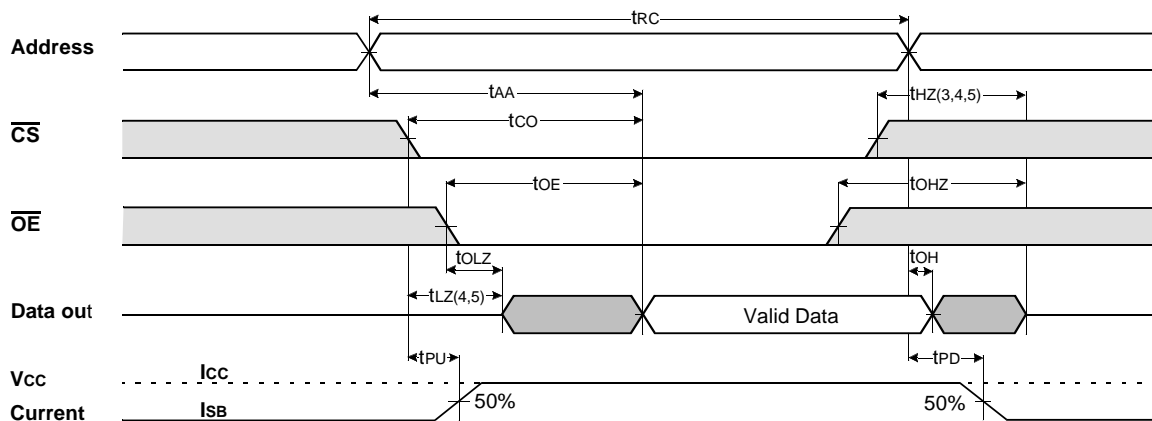 tRC
Address
tAA
tHZ(3,4,5)
CS
tCO
tOE
tOHZ
OE
tOLZ
tOH
tLZ(4,5)
Data out
Valid Data
tPU
tPD
VCC
ICC
50%
50%
Current
ISB